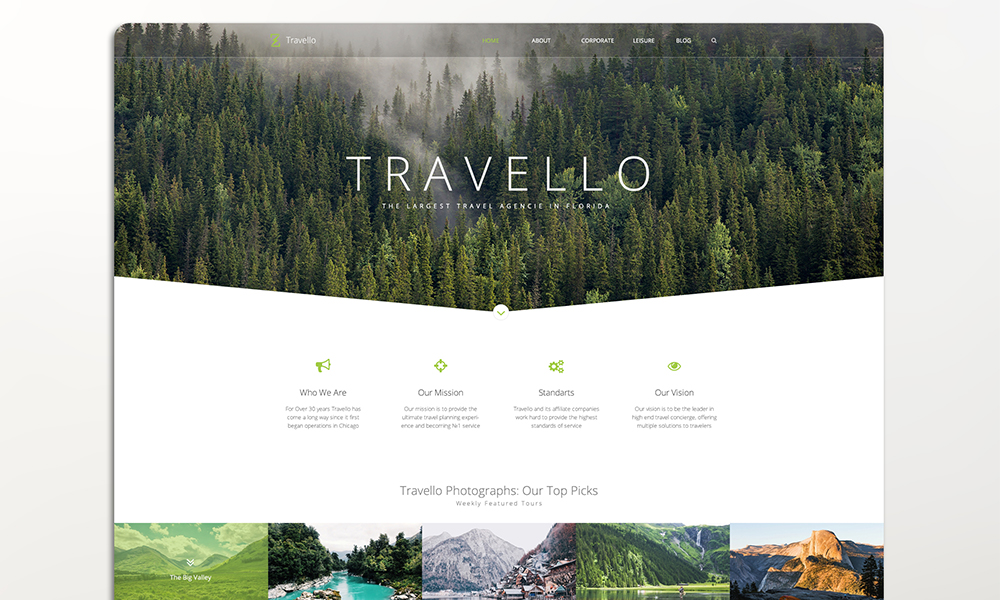 Travello
HOME ABOUT CORPORATE LEISURE BLOG
TRAVELLO
THE LARGEST TRAVEL AGENCIE IN FLORIDA
Who We Are
For Over 30 years Travello has
come a long way since it first
began operations in Chicago
Our Mission
Our mission is to provide the
ultimate travel planning experi-
ence and becoming №1 service
Standarts
Travello and its affiliate companies
work hard to provide the highest
standards of service
Our Vision
Our vision is to be the leader in
high end travel concierge, offering
multiple solutions to travelers
Travello Photographs: Our Top Picks
Weekly Featured Tours
The Big Valley